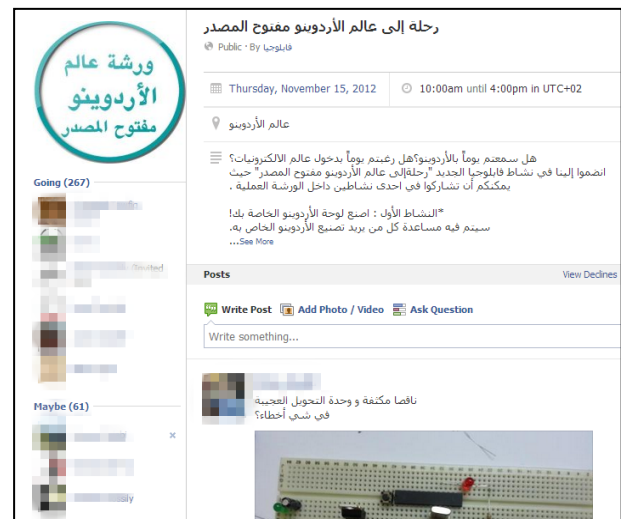 رحلة إلى عالم الأردوينو مفتوح المصدر
Public · By فابلوجيا
ورشة عالم
الأردوينو
مفتوح المصدر
Thursday, November 15, 2012
10:00am until 4:00pm in UTC+02
عالم الأردوينو
هل سمعتم يوماً بالأردوينو؟هل رغبتم يوماً بدخول عالم الالكترونيات؟
انضموا إلينا في نشاط فابلوجيا الجديد "رحلةإلى عالم الأردوينو مفتوح المصدر" حيث
يمكنكم أن تشاركوا في احدى نشاطين داخل الورشة العملية .
*النشاط الأول : اصنع لوحة الأردوينو الخاصة بك!
سيتم فيه مساعدة كل من يريد تصنيع الأردوينو الخاص به.
...See More
Going (267)
Posts
View Declines
Write Post
Add Photo / Video
Ask Question
Write something...
ناقصا مكثفة و وحدة التحويل العجيبة
في شي أخطاء؟
Maybe (61)